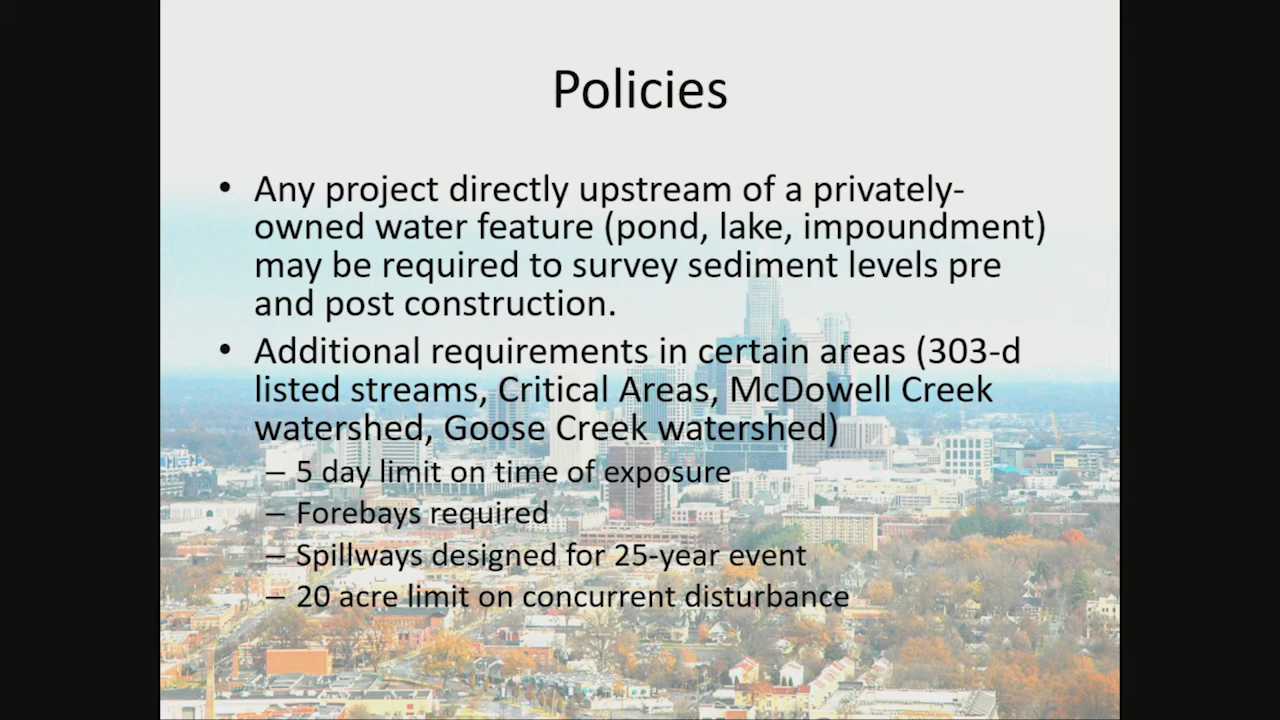 Policies
• Any project directly upstream of a privately-
owned water feature (pond, lake, impoundment)
may be required to survey sediment levels pre
and post construction.
• Additional requirements in certain areas (303-d
listed streams, Critical Areas, McDowell Creek
watershed, Goose Creek watershed)
– 5 day limit on time of exposure
– Forebays required
– Spillways designed for 25-year event
– 20 acre limit on concurrent disturbance